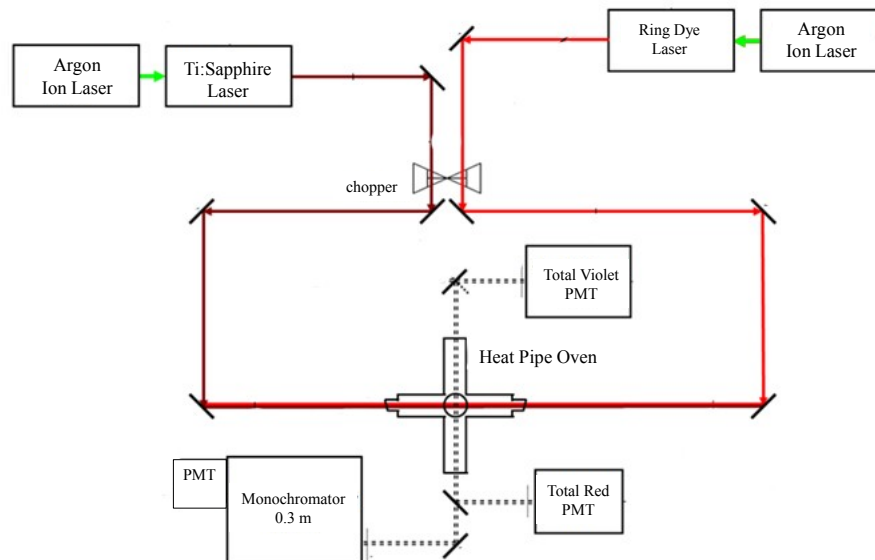 Ring Dye
Laser
Argon
Ion Laser
Argon
Ion Laser
Ti:Sapphire
Laser
chopper
Total Violet
PMT
Heat Pipe Oven
PMT
Monochromator
0.3 m
Total Red
PMT